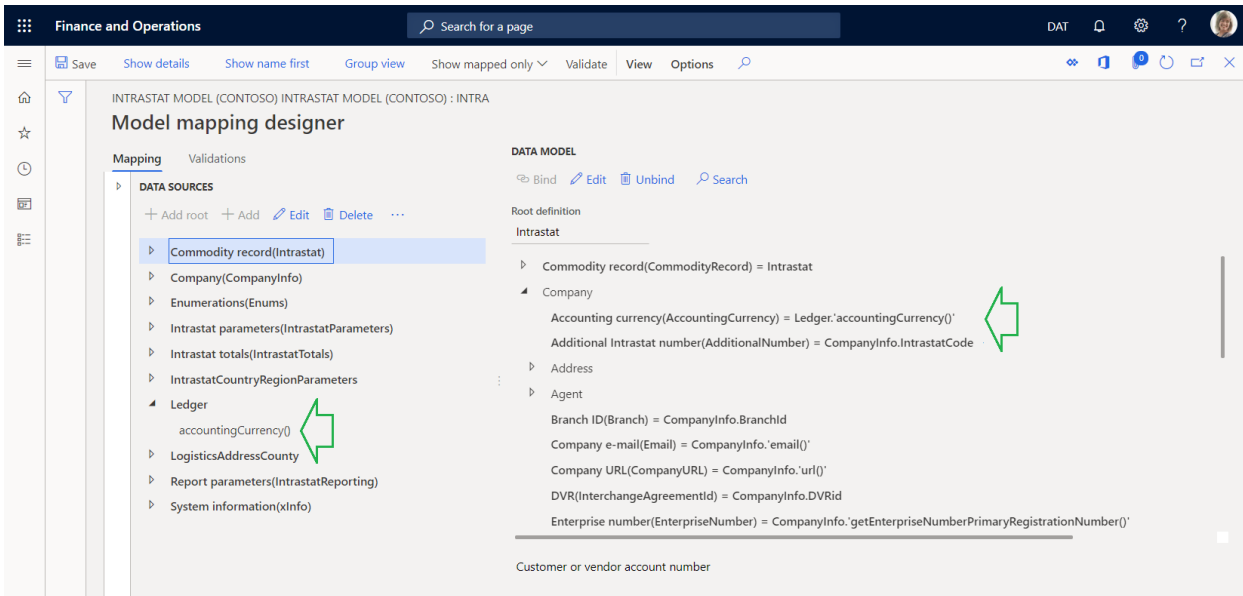 Finance and Operations
Search for a page
DAT
Save
Show details
Show name first
Group view
Show mapped only
Validate
View
Options
0
INTRASTAT MODEL (CONTOSO) INTRASTAT MODEL (CONTOSO) : INTRA
Model mapping designer
Mapping
Validations
DATA SOURCES
Add root
Add
Edit
Delete
Commodity record(Intrastat)
Company(CompanyInfo)
Enumerations(Enums)
Intrastat parameters(IntrastatParameters)
Intrastat totals(IntrastatTotals)
IntrastatCountryRegionParameters
Ledger
accountingCurrency()
LogisticsAddressCounty
Report parameters(IntrastatReporting)
System information(xInfo)
DATA MODEL
Bind
Edit
Unbind
Search
Root definition
Intrastat
Commodity record(CommodityRecord) = Intrastat
Company
Accounting currency(AccountingCurrency) = Ledger.'accountingCurrency()'
Additional Intrastat number(AdditionalNumber) = CompanyInfo.IntrastatCode
Address
Agent
Branch ID(Branch) = CompanyInfo.BranchId
Company e-mail(Email) = CompanyInfo.'email()'
Company URL(CompanyURL) = CompanyInfo.'url()'
DVR(InterchangeAgreementId) = CompanyInfo.DVRid
Enterprise number(EnterpriseNumber) = CompanyInfo.'getEnterpriseNumberPrimaryRegistrationNumber()'
Customer or vendor account number